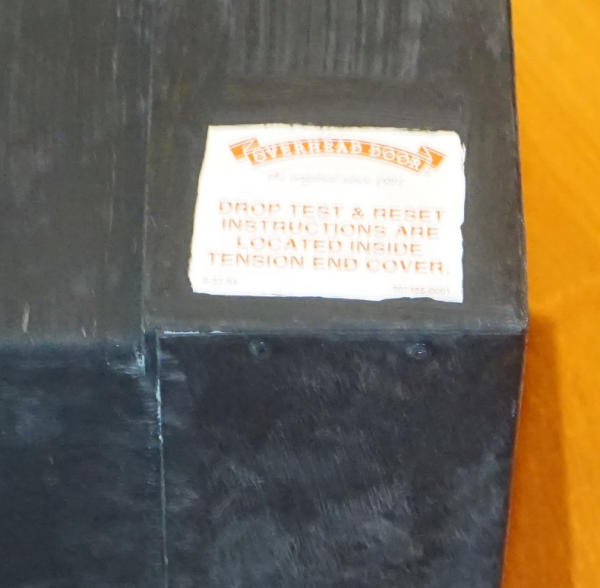 OVERHEAD DOOR
DROP TEST & RESET
INSTRUCTIONS ARE
LOCATED INSIDE
TENSION END COVER.